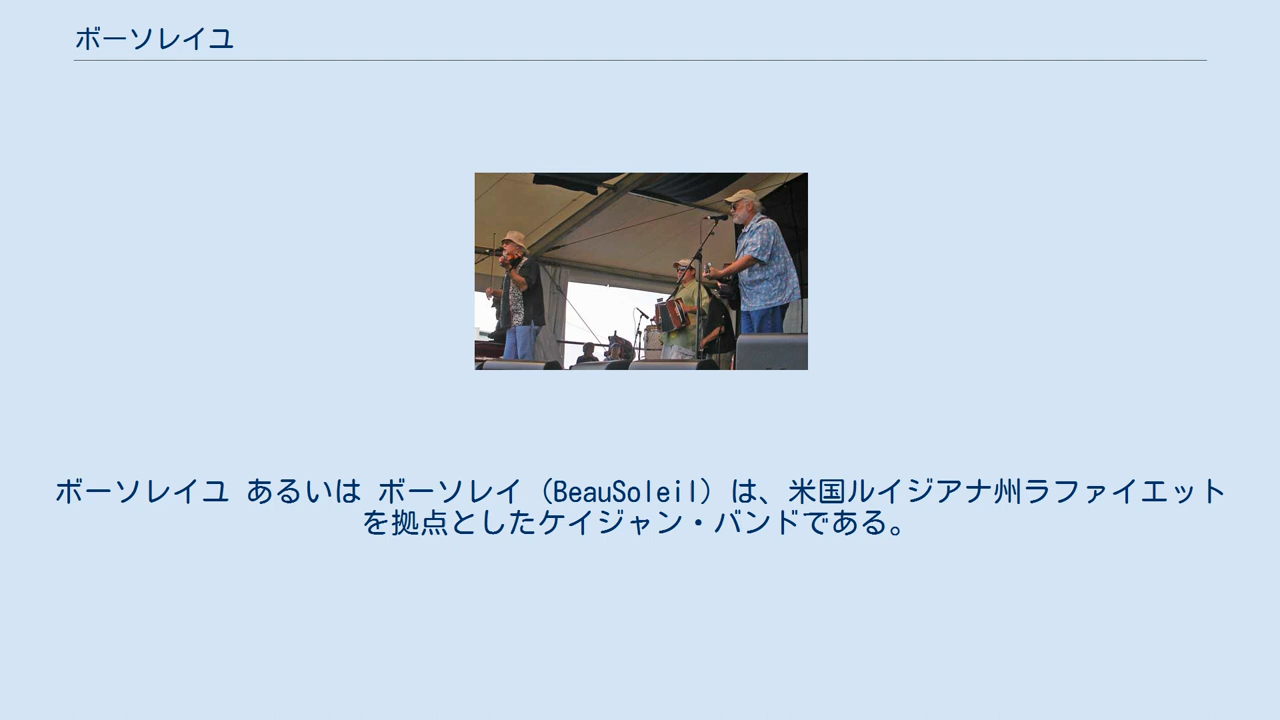 ボーソレイユ
ボーソレイユ あるいは ボーソレイ（BeauSoleil）は、米国ルイジアナ州ラファイエット
を拠点としたケイジャン・バンドである。